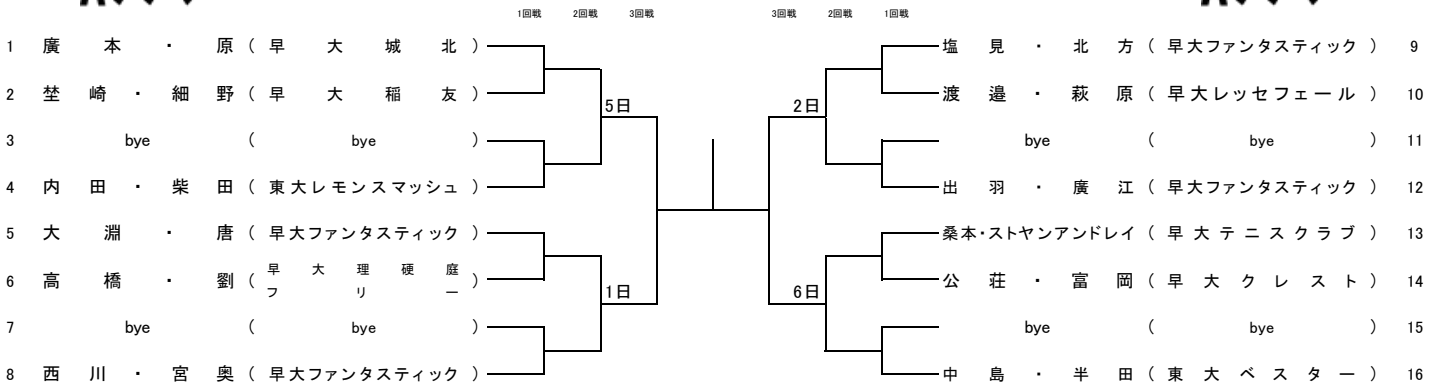 1回戦 2回戦 3回戦
3回戦 2回戦 1回戦
1 廣本・原(早大城北)
2 埜崎・細野(早大稲友)
5日
3 bye ( bye )
4 内田・柴田(東大レモンスマッシュ)
5 大淵・唐(早大ファンタスティック)
6 高橋・劉(早大理硬庭フリー)
1日
7 bye ( bye )
8 西川・宮奥(早大ファンタスティック)
塩見・北方(早大ファンタスティック) 9
2日
渡邉・萩原(早大レッセフェール) 10
bye ( bye ) 11
出羽・廣江(早大ファンタスティック) 12
桑本・ストヤンアンドレイ(早大テニスクラブ) 13
6日
公荘・富岡(早大クレスト) 14
bye ( bye ) 15
中島・半田(東大ベスター) 16